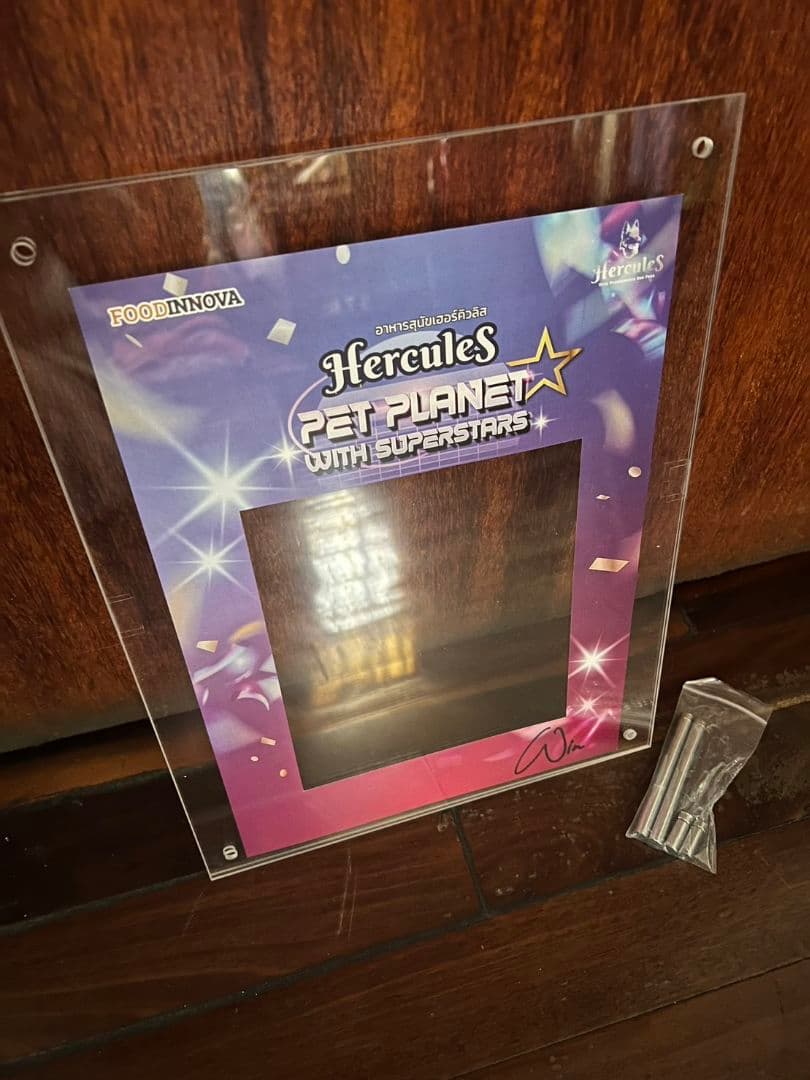 FOODINNOVA
HerculeS
อาหารสุนัขเฮอร์คิวลิส
HerculeS
PET PLANET
WITH SUPERSTARS
Win